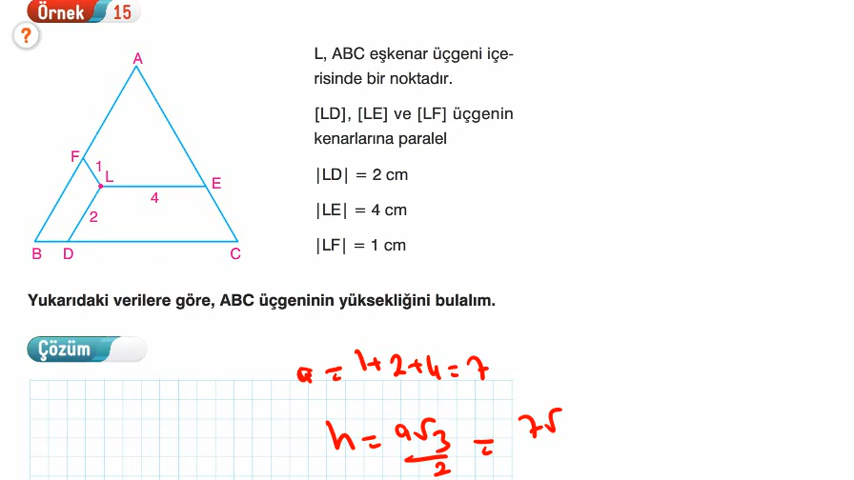 Örnek 15
?
A
F
1
L
E
4
2
B D C
L, ABC eşkenar üçgeni içe-
risinde bir noktadır.
[LD], [LE] ve [LF] üçgenin
kenarlarına paralel
|LD| = 2 cm
|LE| = 4 cm
|LF| = 1 cm
Yukarıdaki verilere göre, ABC üçgeninin yüksekliğini bulalım.
Çözüm
a = 1+2+4=7
h = a√3/2 = 7√